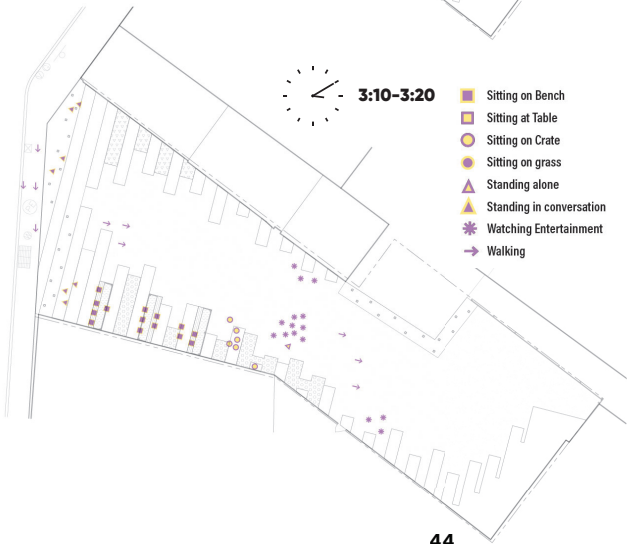 3:10-3:20
Sitting on Bench
Sitting at Table
Sitting on Crate
Sitting on grass
Standing alone
Standing in conversation
Watching Entertainment
Walking
44